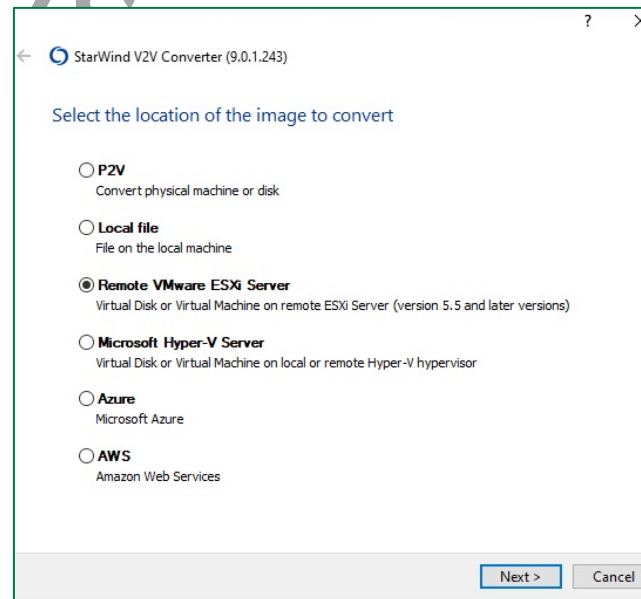 ?
StarWind V2V Converter (9.0.1.243)
Select the location of the image to convert
P2V
Convert physical machine or disk
Local file
File on the local machine
Remote VMware ESXi Server
Virtual Disk or Virtual Machine on remote ESXi Server (version 5.5 and later versions)
Microsoft Hyper-V Server
Virtual Disk or Virtual Machine on local or remote Hyper-V hypervisor
Azure
Microsoft Azure
AWS
Amazon Web Services
Next > Cancel